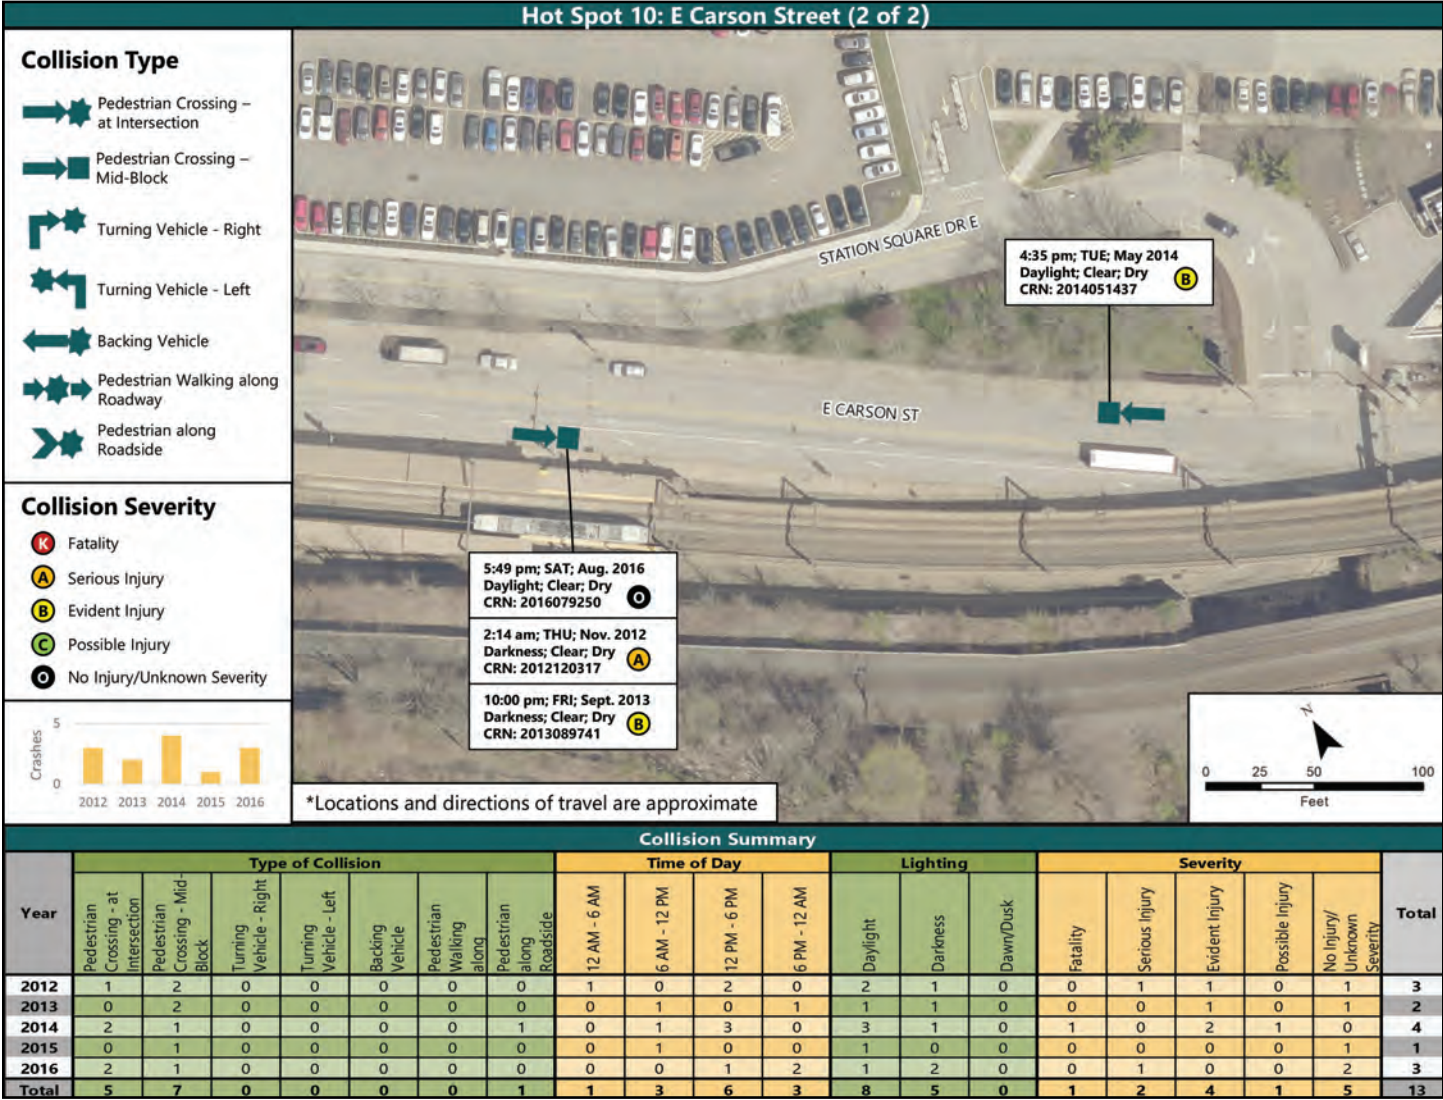 Hot Spot 10: E Carson Street (2 of 2)
Collision Type
Pedestrian Crossing –
at Intersection
Pedestrian Crossing –
Mid-Block
Turning Vehicle - Right
Turning Vehicle - Left
Backing Vehicle
Pedestrian Walking along
Roadway
Pedestrian along
Roadside
Collision Severity
K Fatality
A Serious Injury
B Evident Injury
C Possible Injury
O No Injury/Unknown Severity
Crashes
5
0
2012 2013 2014 2015 2016
STATION SQUARE DR E
E CARSON ST
4:35 pm; TUE; May 2014
Daylight; Clear; Dry
CRN: 2014051437
B
5:49 pm; SAT; Aug. 2016
Daylight; Clear; Dry
CRN: 2016079250
O
2:14 am; THU; Nov. 2012
Darkness; Clear; Dry
CRN: 2012120317
A
10:00 pm; FRI; Sept. 2013
Darkness; Clear; Dry
CRN: 2013089741
B
*Locations and directions of travel are approximate
N
0 25 50 100
Feet
Collision Summary
Year Type of Collision Time of Day Lighting Severity Total
Pedestrian
Crossing - at
Intersection
Pedestrian
Crossing - Mid-
Block
Turning
Vehicle - Right
Turning
Vehicle - Left
Backing
Vehicle
Pedestrian
Walking
along
Pedestrian
along
Roadside
12 AM - 6 AM
6 AM - 12 PM
12 PM - 6 PM
6 PM - 12 AM
Daylight
Darkness
Dawn/Dusk
Fatality
Serious Injury
Evident Injury
Possible Injury
No Injury/
Unknown
Severity
2012 1 2 0 0 0 0 0 1 0 2 0 2 1 0 0 1 1 0 1 3
2013 0 2 0 0 0 0 0 0 1 0 1 1 1 0 0 0 1 0 1 2
2014 2 1 0 0 0 0 1 0 1 3 0 3 1 0 1 0 2 1 0 4
2015 0 1 0 0 0 0 0 0 1 0 0 1 0 0 0 0 0 0 1 1
2016 2 1 0 0 0 0 0 0 0 1 2 1 2 0 0 1 0 0 2 3
Total 5 7 0 0 0 0 1 1 3 6 3 8 5 0 1 2 4 1 5 13